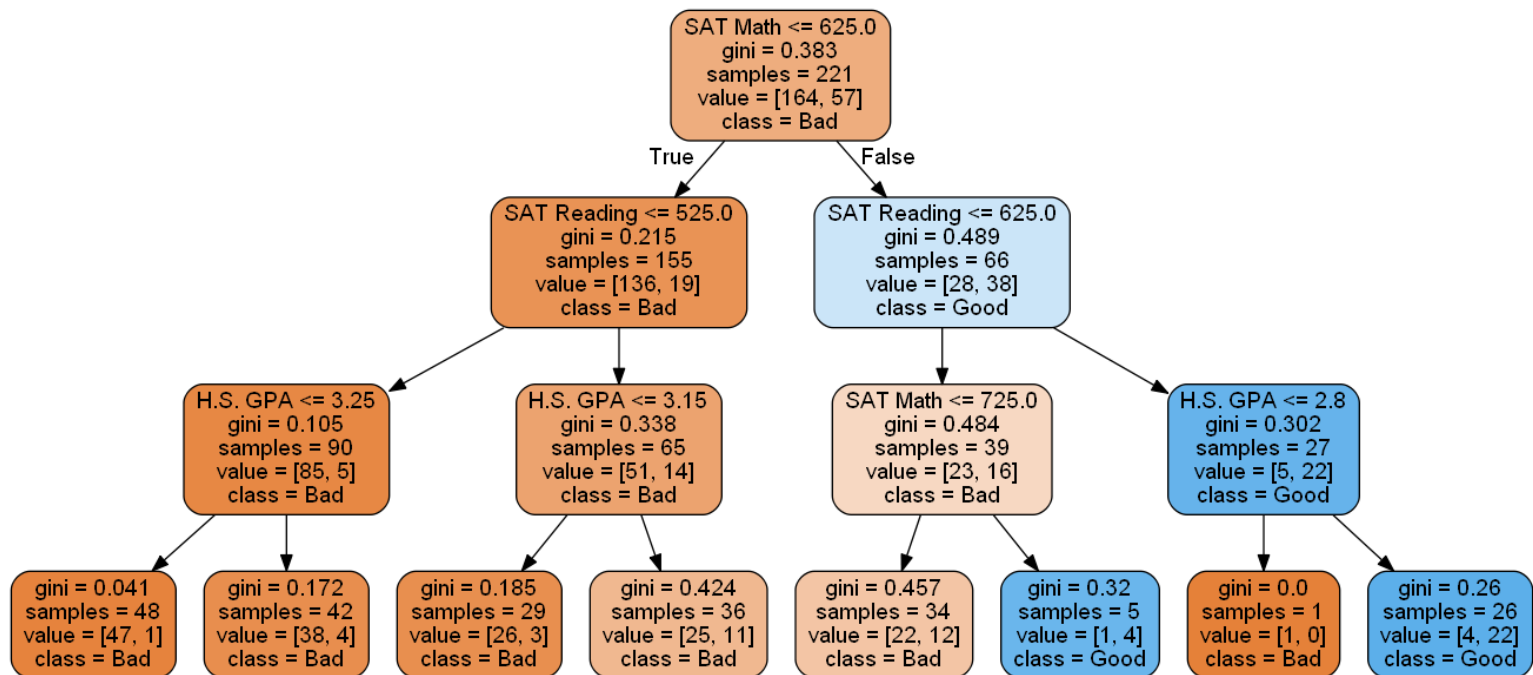 SAT Math <= 625.0
gini = 0.383
samples = 221
value = [164, 57]
class = Bad
True
False
SAT Reading <= 525.0
gini = 0.215
samples = 155
value = [136, 19]
class = Bad
SAT Reading <= 625.0
gini = 0.489
samples = 66
value = [28, 38]
class = Good
H.S. GPA <= 3.25
gini = 0.105
samples = 90
value = [85, 5]
class = Bad
H.S. GPA <= 3.15
gini = 0.338
samples = 65
value = [51, 14]
class = Bad
SAT Math <= 725.0
gini = 0.484
samples = 39
value = [23, 16]
class = Bad
H.S. GPA <= 2.8
gini = 0.302
samples = 27
value = [5, 22]
class = Good
gini = 0.041
samples = 48
value = [47, 1]
class = Bad
gini = 0.172
samples = 42
value = [38, 4]
class = Bad
gini = 0.185
samples = 29
value = [26, 3]
class = Bad
gini = 0.424
samples = 36
value = [25, 11]
class = Bad
gini = 0.457
samples = 34
value = [22, 12]
class = Bad
gini = 0.32
samples = 5
value = [1, 4]
class = Good
gini = 0.0
samples = 1
value = [1, 0]
class = Bad
gini = 0.26
samples = 26
value = [4, 22]
class = Good